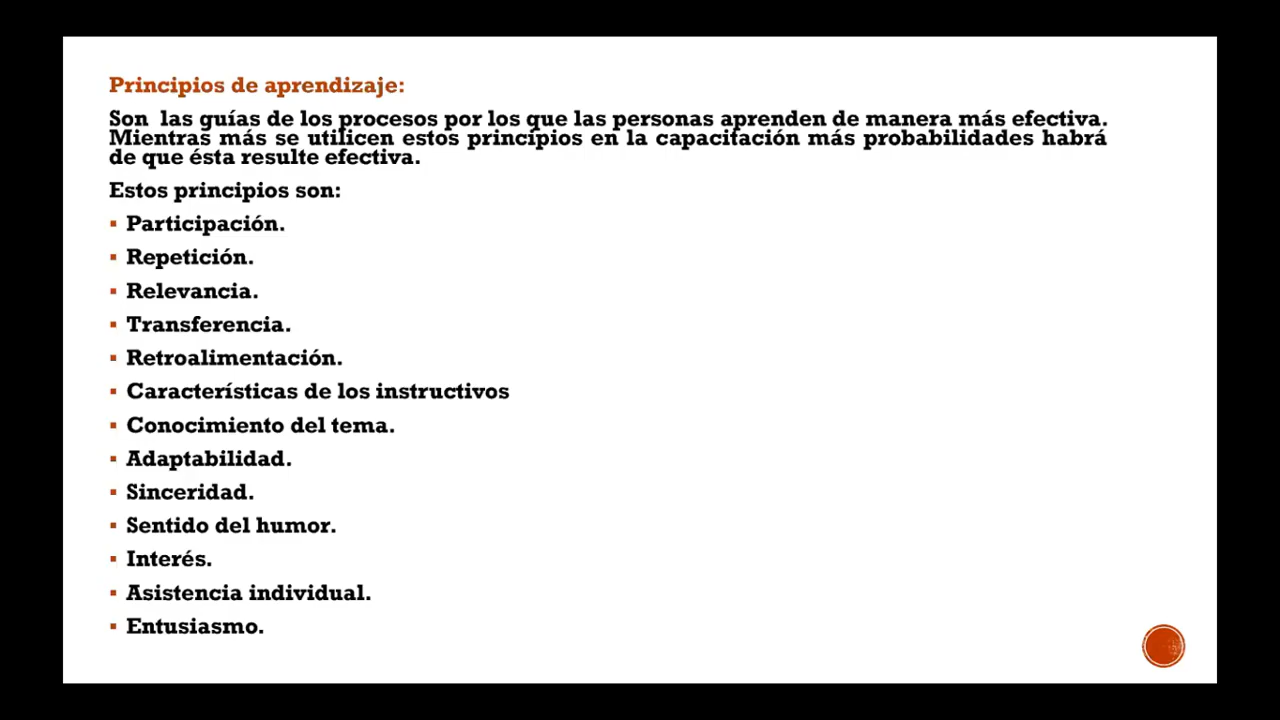 Principios de aprendizaje:
Son las guías de los procesos por los que las personas aprenden de manera más efectiva.
Mientras más se utilicen estos principios en la capacitación más probabilidades habrá
de que ésta resulte efectiva.
Estos principios son:
▪ Participación.
▪ Repetición.
▪ Relevancia.
▪ Transferencia.
▪ Retroalimentación.
▪ Características de los instructivos
▪ Conocimiento del tema.
▪ Adaptabilidad.
▪ Sinceridad.
▪ Sentido del humor.
▪ Interés.
▪ Asistencia individual.
▪ Entusiasmo.